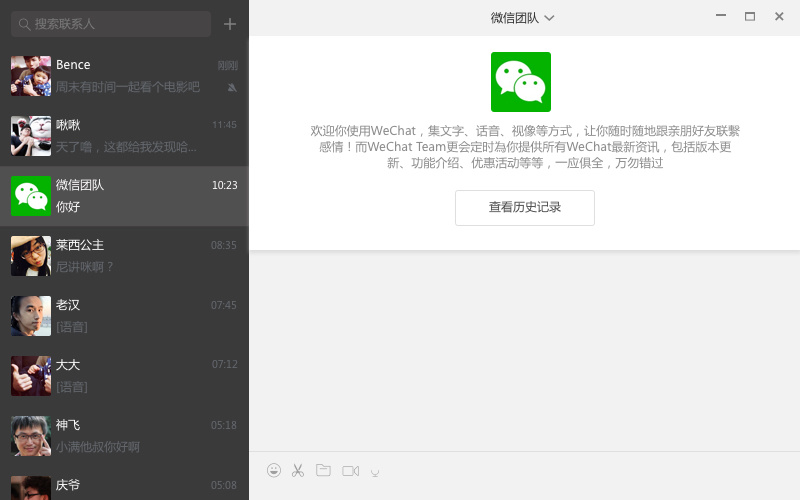 搜索联系人
Bence
刚刚
周末有时间一起看个电影吧
啾啾
11:45
天了噜，这都给我发现哈...
微信团队
10:23
你好
莱西公主
08:35
尼讲咪啊？
老汉
07:45
[语音]
大大
07:12
[语音]
神飞
05:18
小满他叔你好啊
庆爷
05:08
微信团队
欢迎你使用WeChat，集文字、话音、视像等方式，让你随时随地跟亲朋好友联繫
感情！而WeChat Team更会定时為你提供所有WeChat最新资讯，包括版本更
新、功能介绍、优惠活动等等，一应俱全，万勿错过
查看历史记录